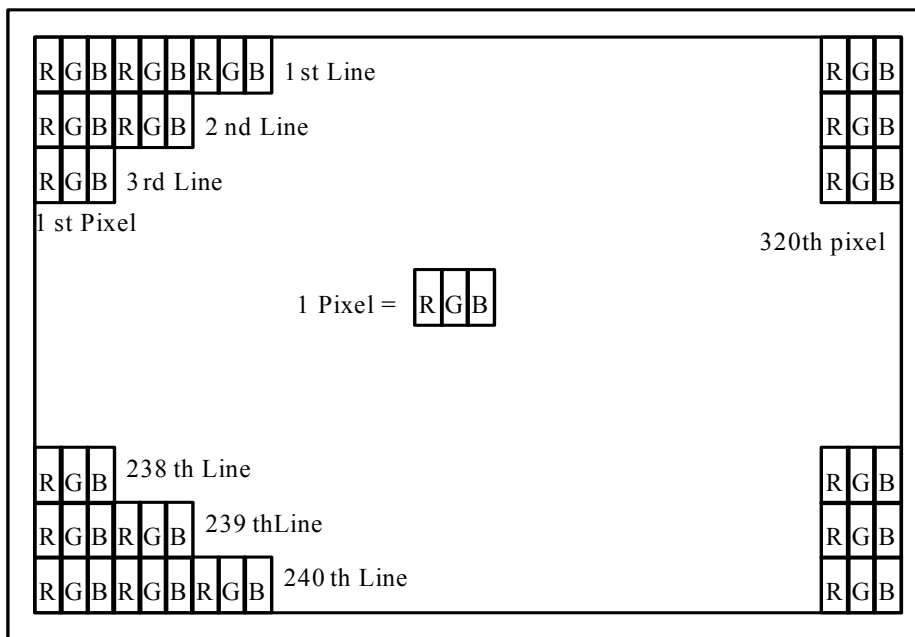 R G B R G B R G B 1 st Line R G B
R G B R G B 2 nd Line R G B
R G B 3 rd Line R G B
1 st Pixel
320th pixel
1 Pixel = R G B
R G B 238 th Line R G B
R G B R G B 239 thLine R G B
R G B R G B R G B 240 th Line R G B